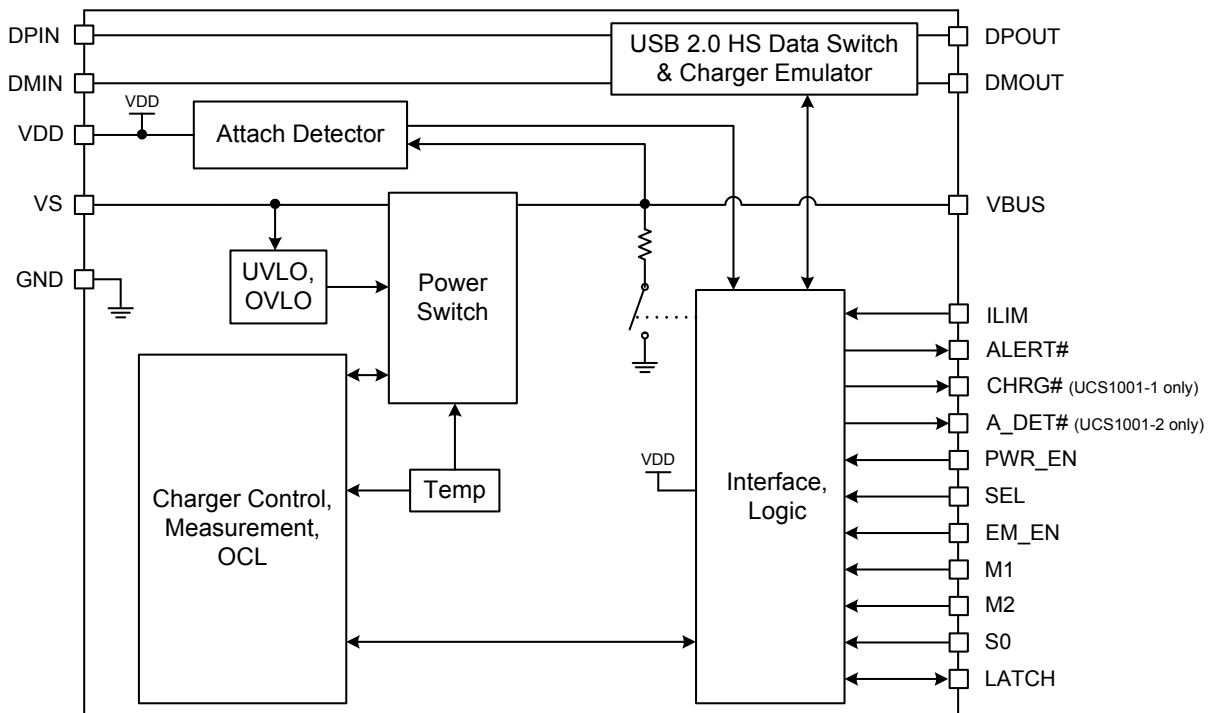 DPIN
USB 2.0 HS Data Switch
& Charger Emulator
DPOUT
DMIN
DMOUT
VDD
VDD
Attach Detector
VS
VBUS
GND
UVLO,
OVLO
Power
Switch
ILIM
ALERT#
CHRG# (UCS1001-1 only)
A_DET# (UCS1001-2 only)
PWR_EN
SEL
EM_EN
M1
M2
S0
LATCH
VDD
Interface,
Logic
Temp
Charger Control,
Measurement,
OCL